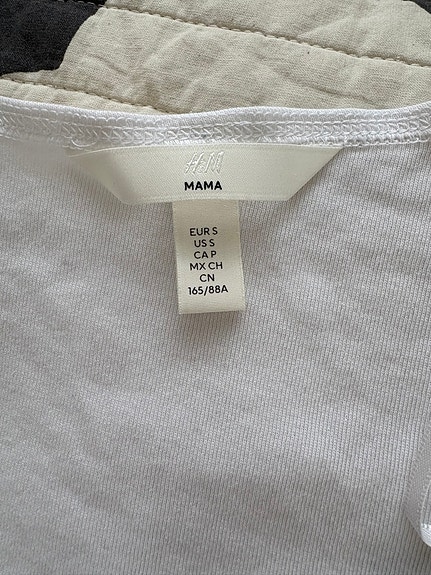 H&M
MAMA
EUR S
US S
CA P
MX CH
CN
165/88A